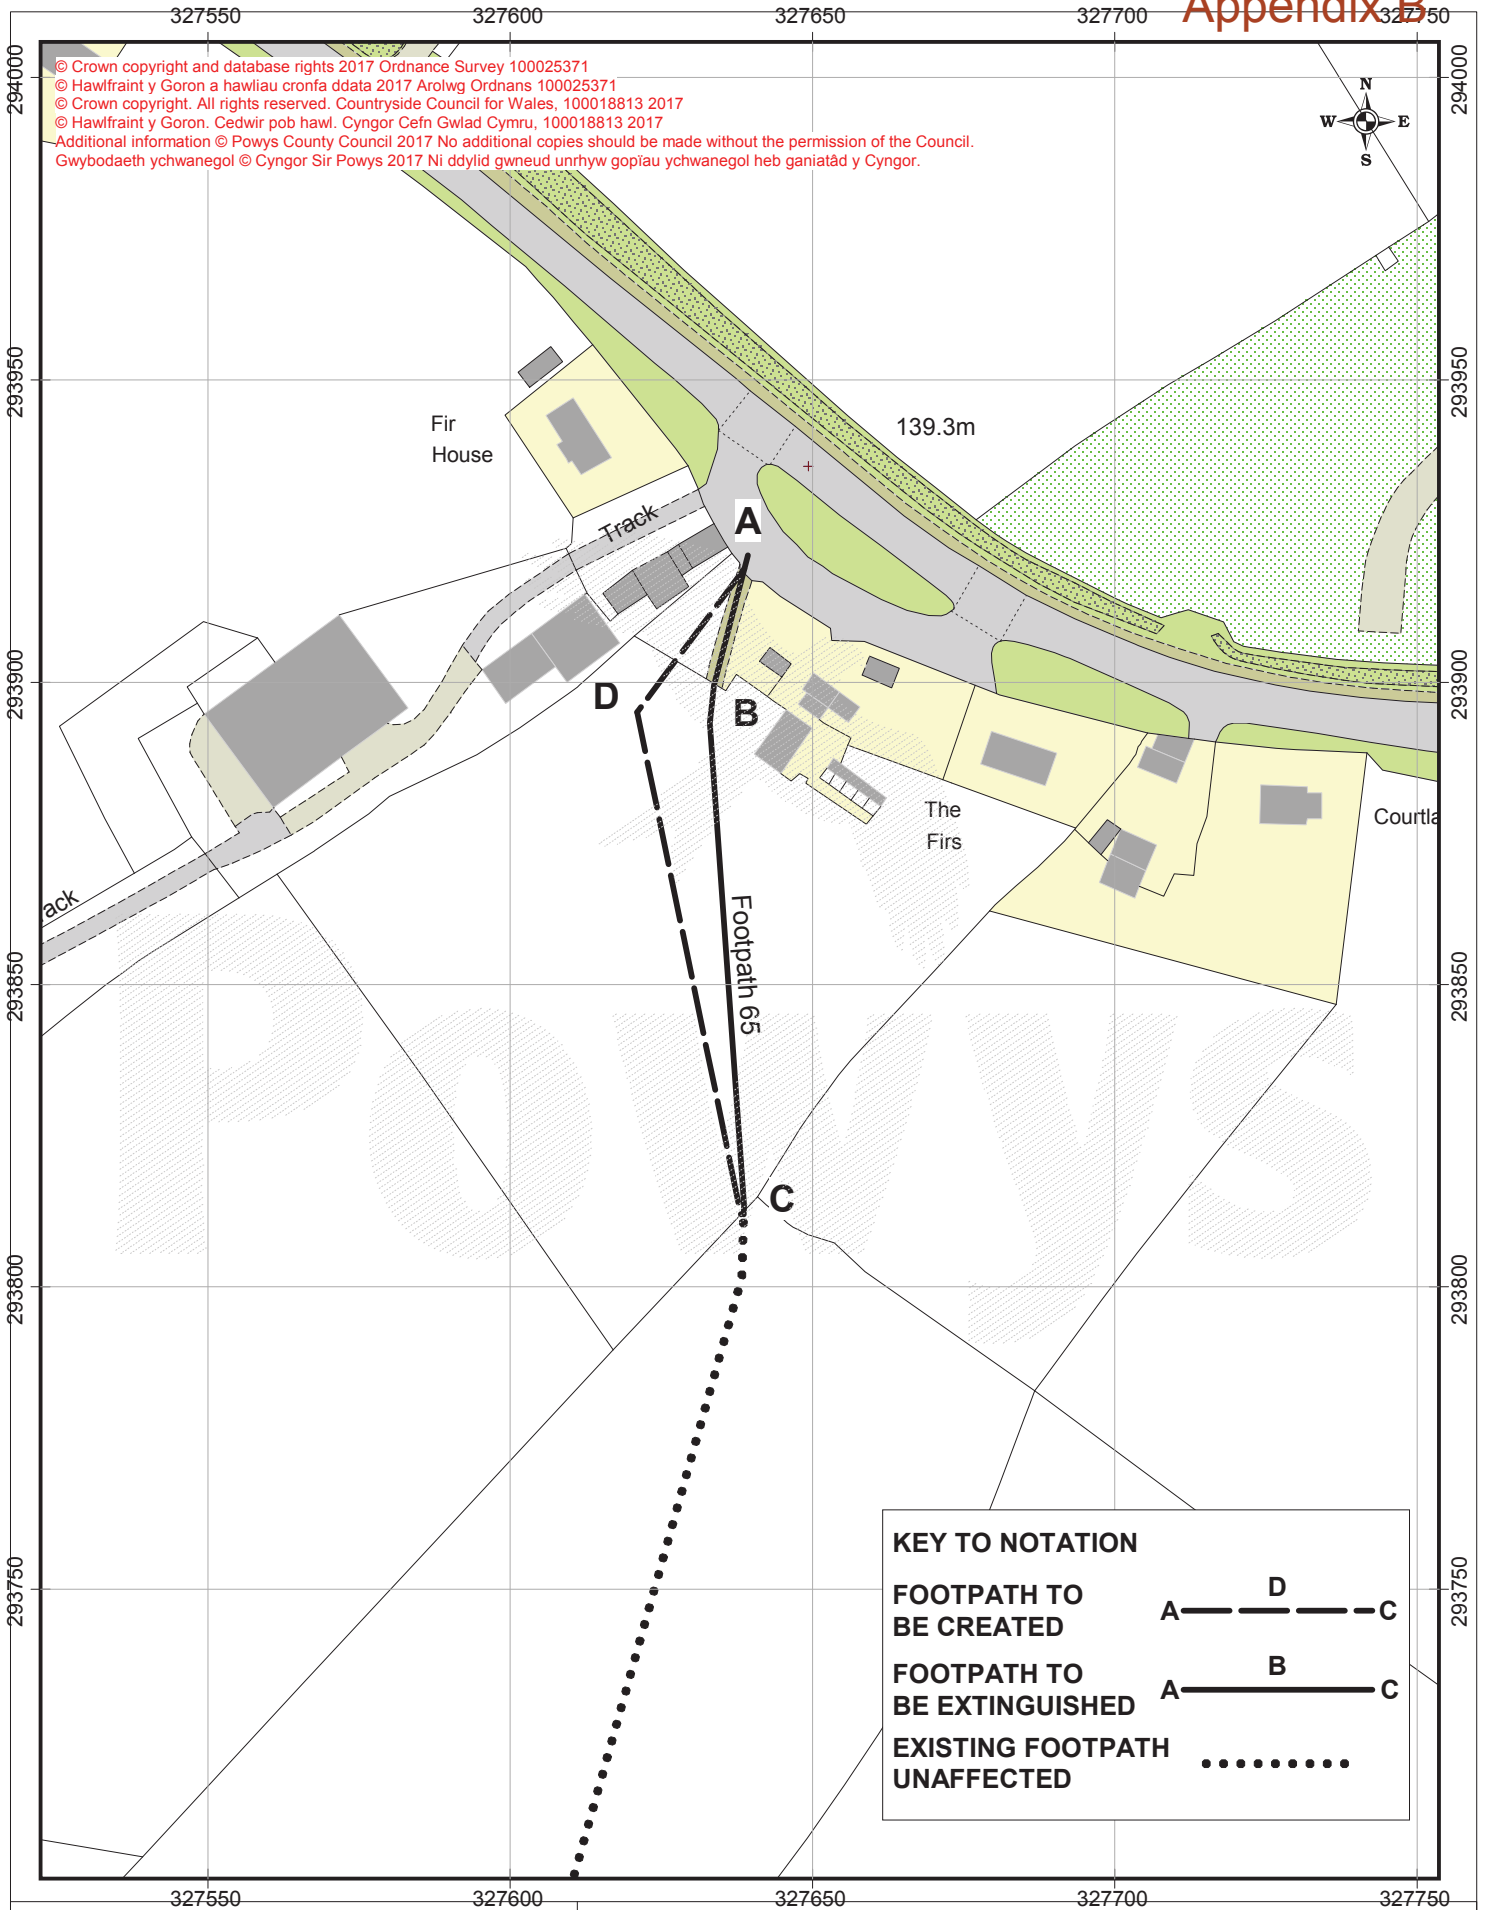 Appendix B
327550 327600 327650 327700 327750
© Crown copyright and database rights 2017 Ordnance Survey 100025371
© Hawlfraint y Goron a hawliau cronfa ddata 2017 Arolwg Ordnans 100025371
© Crown copyright. All rights reserved. Countryside Council for Wales, 100018813 2017
© Hawlfraint y Goron. Cedwir pob hawl. Cyngor Cefn Gwlad Cymru, 100018813 2017
Additional information © Powys County Council 2017 No additional copies should be made without the permission of the Council.
Gwybodaeth ychwanegol © Cyngor Sir Powys 2017 Ni ddylid gwneud unrhyw gopïau ychwanegol heb ganiatâd y Cyngor.
294000 294000
N
W E
S
293950 293950
Fir
House
139.3m
Track
A
293900 293900
D
B
The
Firs
Courtla
ack
Footpath 65
293850 293850
Powys
C
293800 293800
KEY TO NOTATION
293750 293750
FOOTPATH TO
BE CREATED
A D C
FOOTPATH TO
BE EXTINGUISHED
A B C
EXISTING FOOTPATH
UNAFFECTED
327550 327600 327650 327700 327750